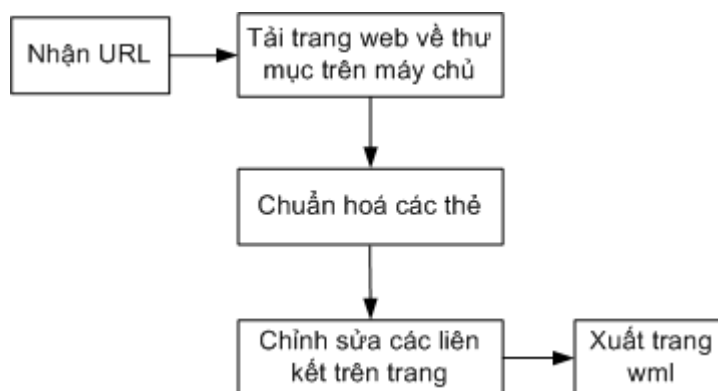 Nhận URL
Tải trang web về thư
mục trên máy chủ
Chuẩn hoá các thẻ
Chỉnh sửa các liên
kết trên trang
Xuất trang
wml